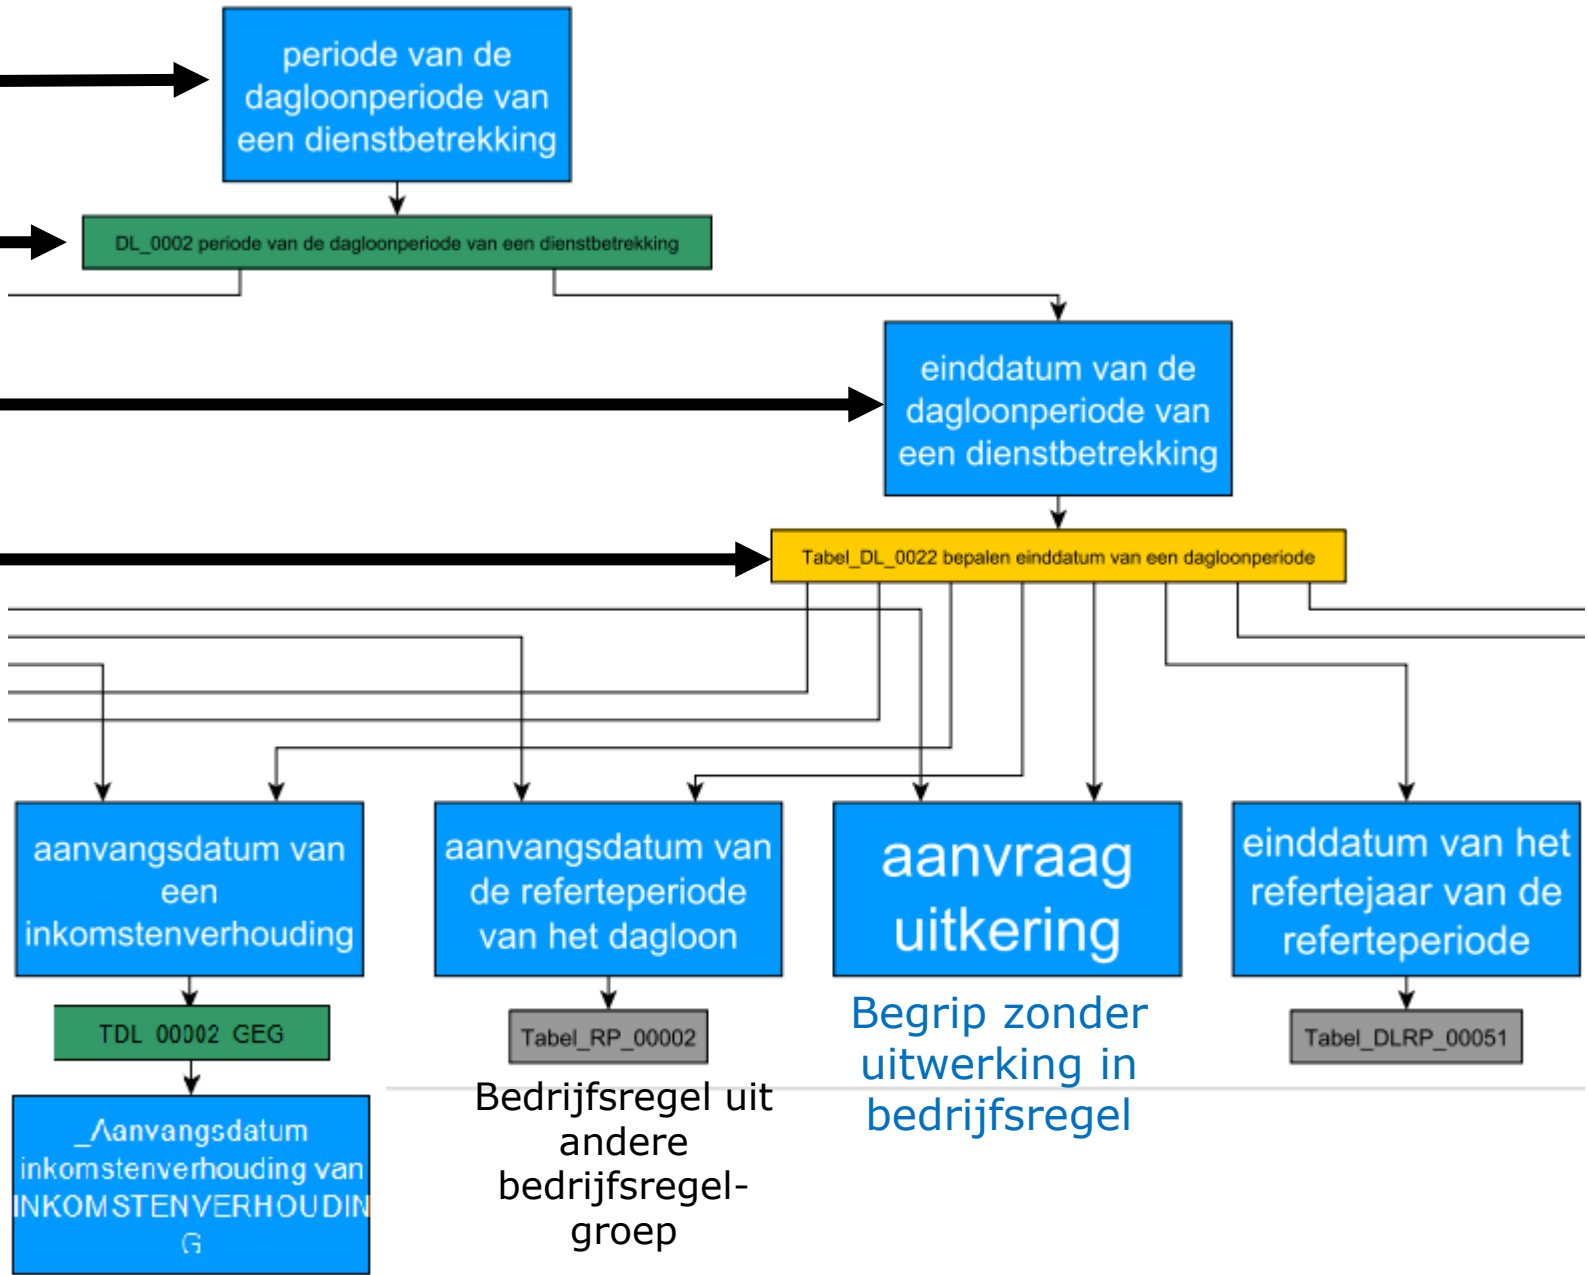 periode van de
dagloonperiode van
een dienstbetrekking
DL_0002 periode van de dagloonperiode van een dienstbetrekking
einddatum van de
dagloonperiode van
een dienstbetrekking
Tabel_DL_0022 bepalen einddatum van een dagloonperiode
aanvangsdatum van
een
inkomstenverhouding
aanvangsdatum van
de referteperiode
van het dagloon
aanvraag
uitkering
einddatum van het
refertejaar van de
referteperiode
TDL_00002_GEG
Tabel_RP_00002
Begrip zonder
uitwerking in
bedrijfsregel
Tabel_DLRP_00051
Bedrijfsregel uit
andere
bedrijfsregel-
groep
_Aanvangsdatum
inkomstenverhouding van
INKOMSTENVERHOUDIN
G